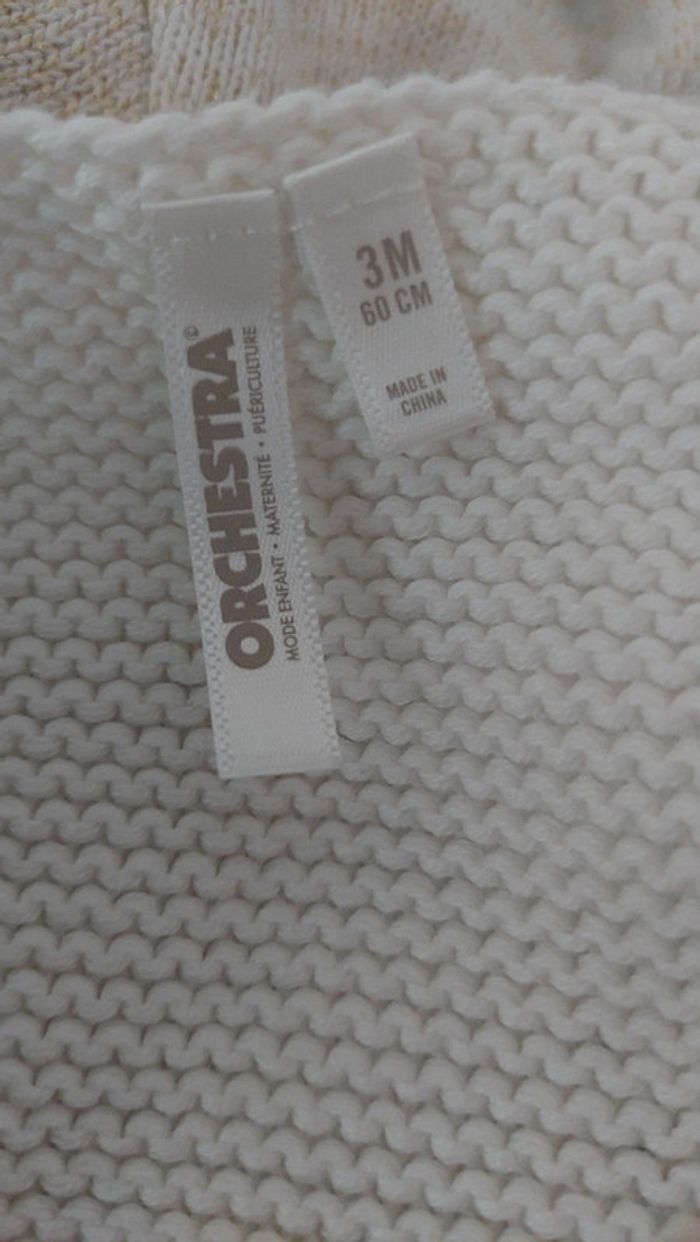 ORCHESTRA©
MODE ENFANT • MATERNITÉ • PUÉRICULTURE
3M
60 CM
MADE IN
CHINA